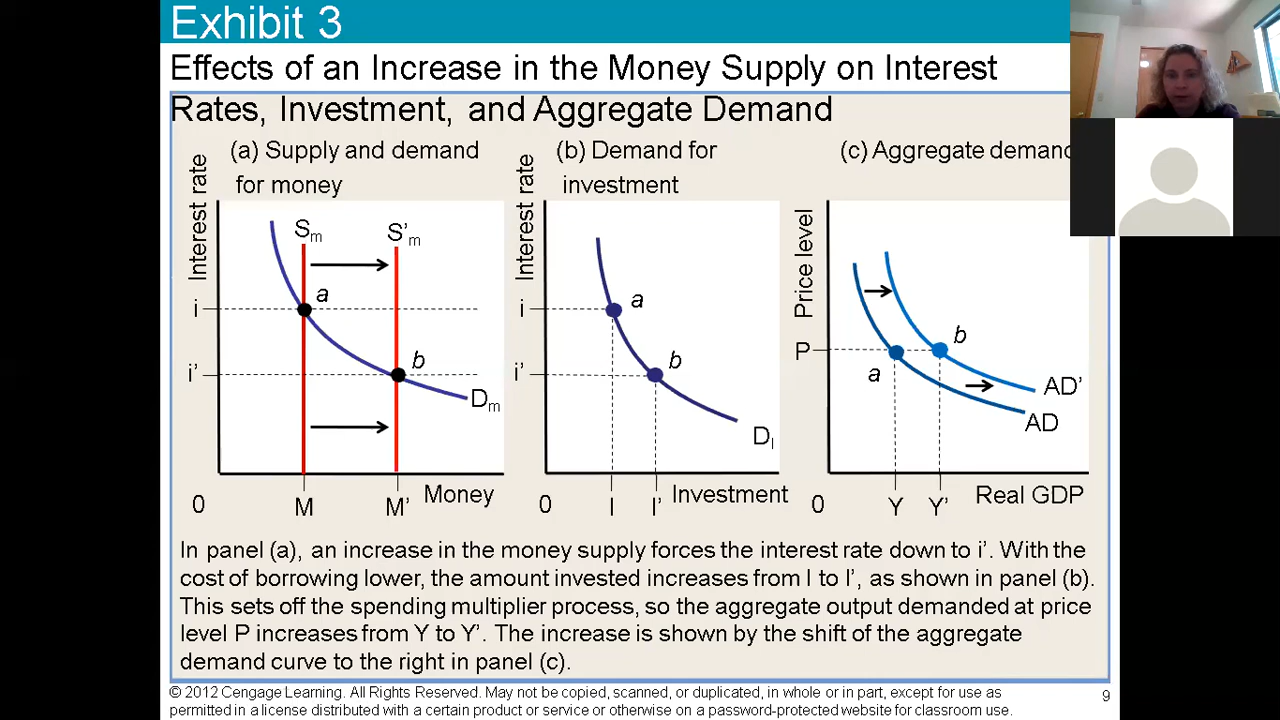 Exhibit 3
Effects of an Increase in the Money Supply on Interest
Rates, Investment, and Aggregate Demand
(a) Supply and demand
for money
Interest rate
Sm
S’m
a
i
b
i’
Dm
0
M
M’
Money
(b) Demand for
investment
Interest rate
a
i
b
i’
DI
0
I
I’
Investment
(c) Aggregate demand
Price level
b
P
a
AD’
AD
0
Y
Y’
Real GDP
In panel (a), an increase in the money supply forces the interest rate down to i’. With the
cost of borrowing lower, the amount invested increases from I to I’, as shown in panel (b).
This sets off the spending multiplier process, so the aggregate output demanded at price
level P increases from Y to Y’. The increase is shown by the shift of the aggregate
demand curve to the right in panel (c).
© 2012 Cengage Learning. All Rights Reserved. May not be copied, scanned, or duplicated, in whole or in part, except for use as
permitted in a license distributed with a certain product or service or otherwise on a password-protected website for classroom use.
9